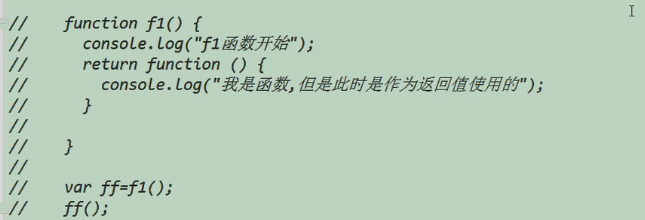 //    function f1() {
//      console.log("f1函数开始");
//      return function () {
//        console.log("我是函数,但是此时是作为返回值使用的");
//      }
//
//    }
//
//    var ff=f1();
//    ff();